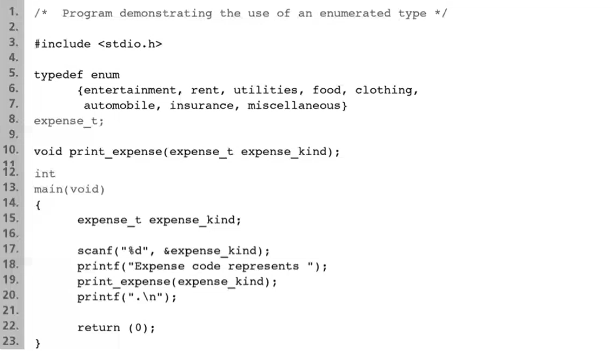 1. /*  Program demonstrating the use of an enumerated type */
2.
3. #include <stdio.h>
4.
5. typedef enum
6.       {entertainment, rent, utilities, food, clothing,
7.        automobile, insurance, miscellaneous}
8. expense_t;
9.
10. void print_expense(expense_t expense_kind);
11
12. int
13. main(void)
14. {
15.       expense_t expense_kind;
16.
17.       scanf("%d", &expense_kind);
18.       printf("Expense code represents ");
19.       print_expense(expense_kind);
20.       printf(".\n");
21.
22.       return (0);
23. }